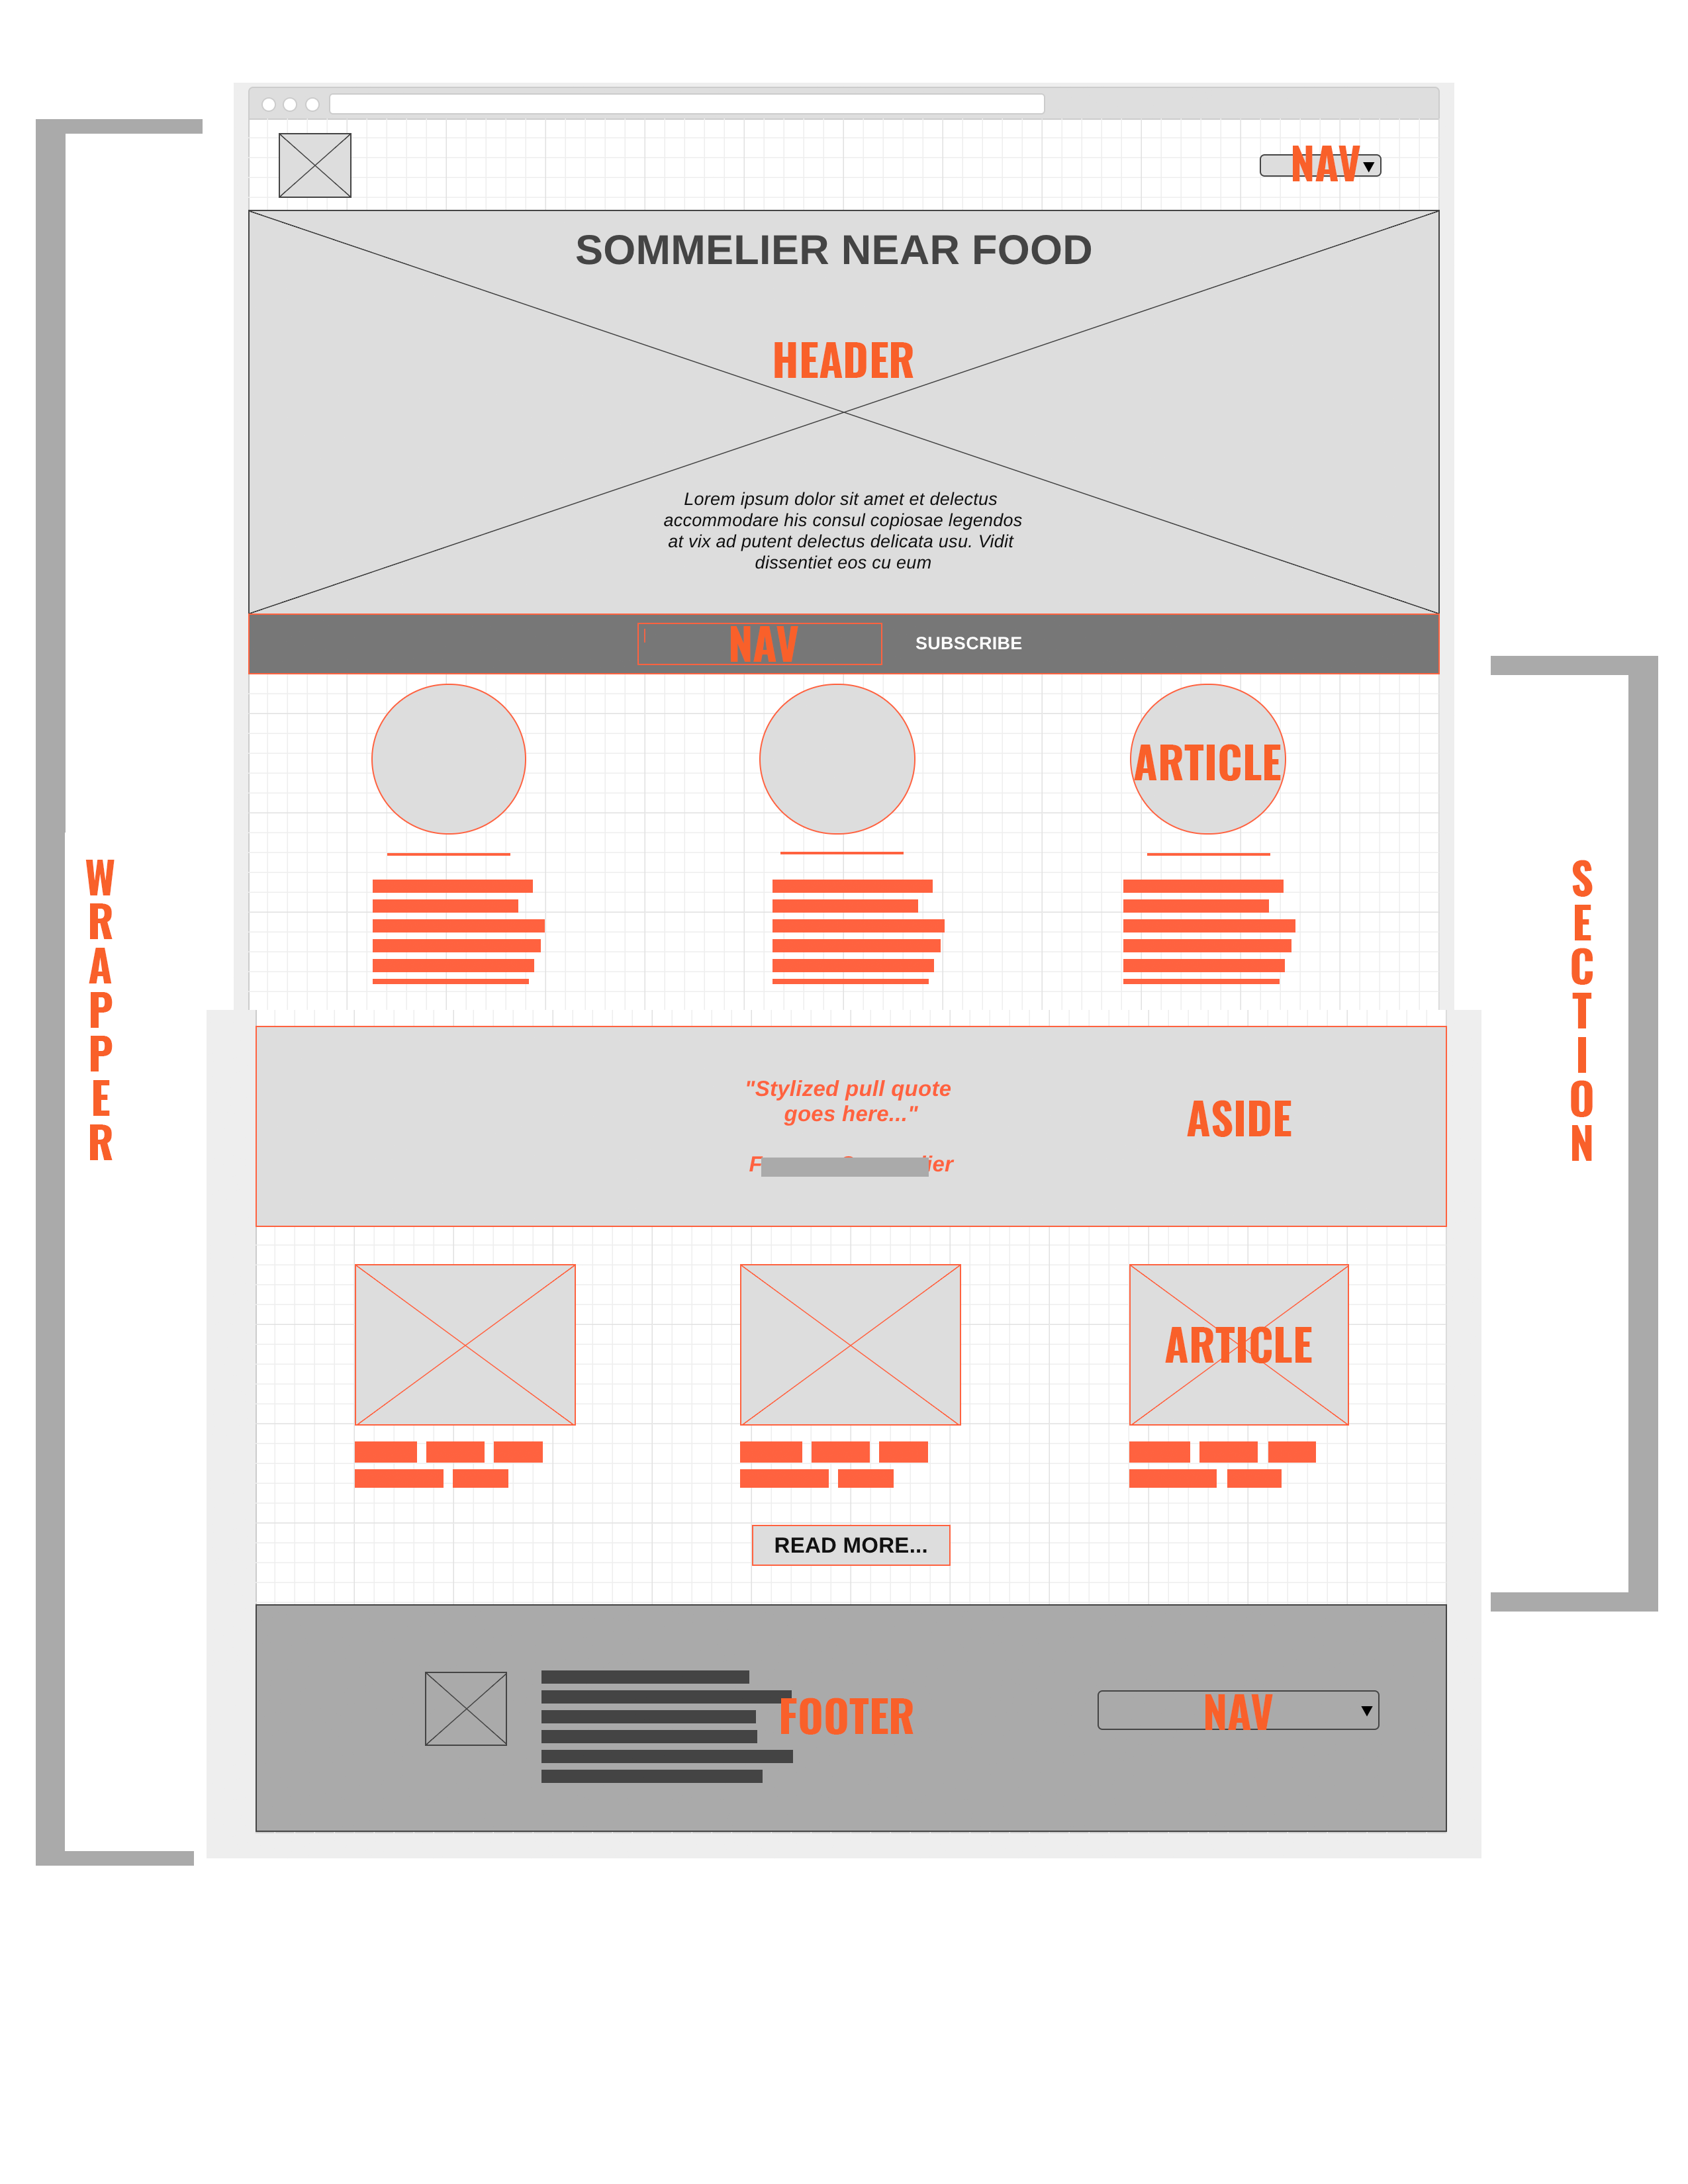 NAV
SOMMELIER NEAR FOOD
HEADER
Lorem ipsum dolor sit amet et delectus
accommodare his consul copiosae legendos
at vix ad putent delectus delicata usu. Vidit
dissentiet eos cu eum
NAV
SUBSCRIBE
ARTICLE
WRAPPER
SECTION
"Stylized pull quote
goes here..."
ASIDE
ARTICLE
READ MORE...
FOOTER
NAV